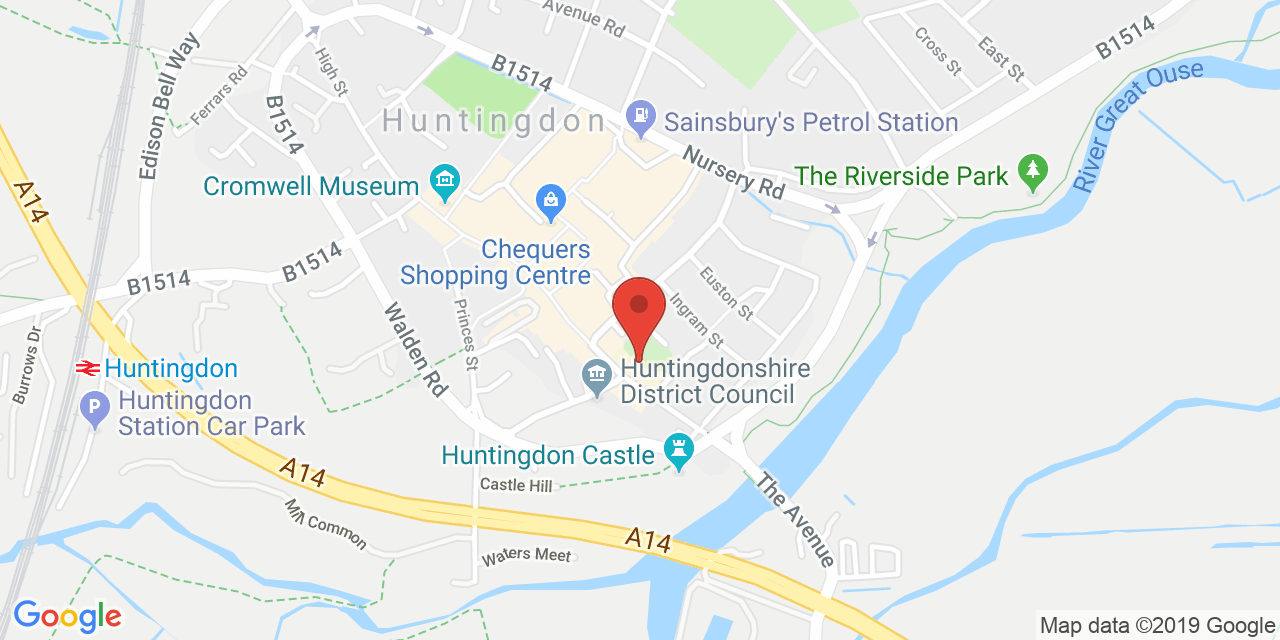 Avenue Rd
B1514
Cross St
East St
B1514
River Great Ouse
Edison Bell Way
Ferrars Rd
High St
B1514
Huntingdon
Sainsbury's Petrol Station
Nursery Rd
The Riverside Park
Cromwell Museum
A14
Chequers
Shopping Centre
B1514
B1514
Euston St
Ingram St
Walden Rd
Princes St
Burrows Dr
Huntingdon
P
Huntingdon
Station Car Park
Huntingdonshire
District Council
Huntingdon Castle
A14
Castle Hill
The Avenue
Mill Common
A14
Waters Meet
Google
Map data ©2019 Google